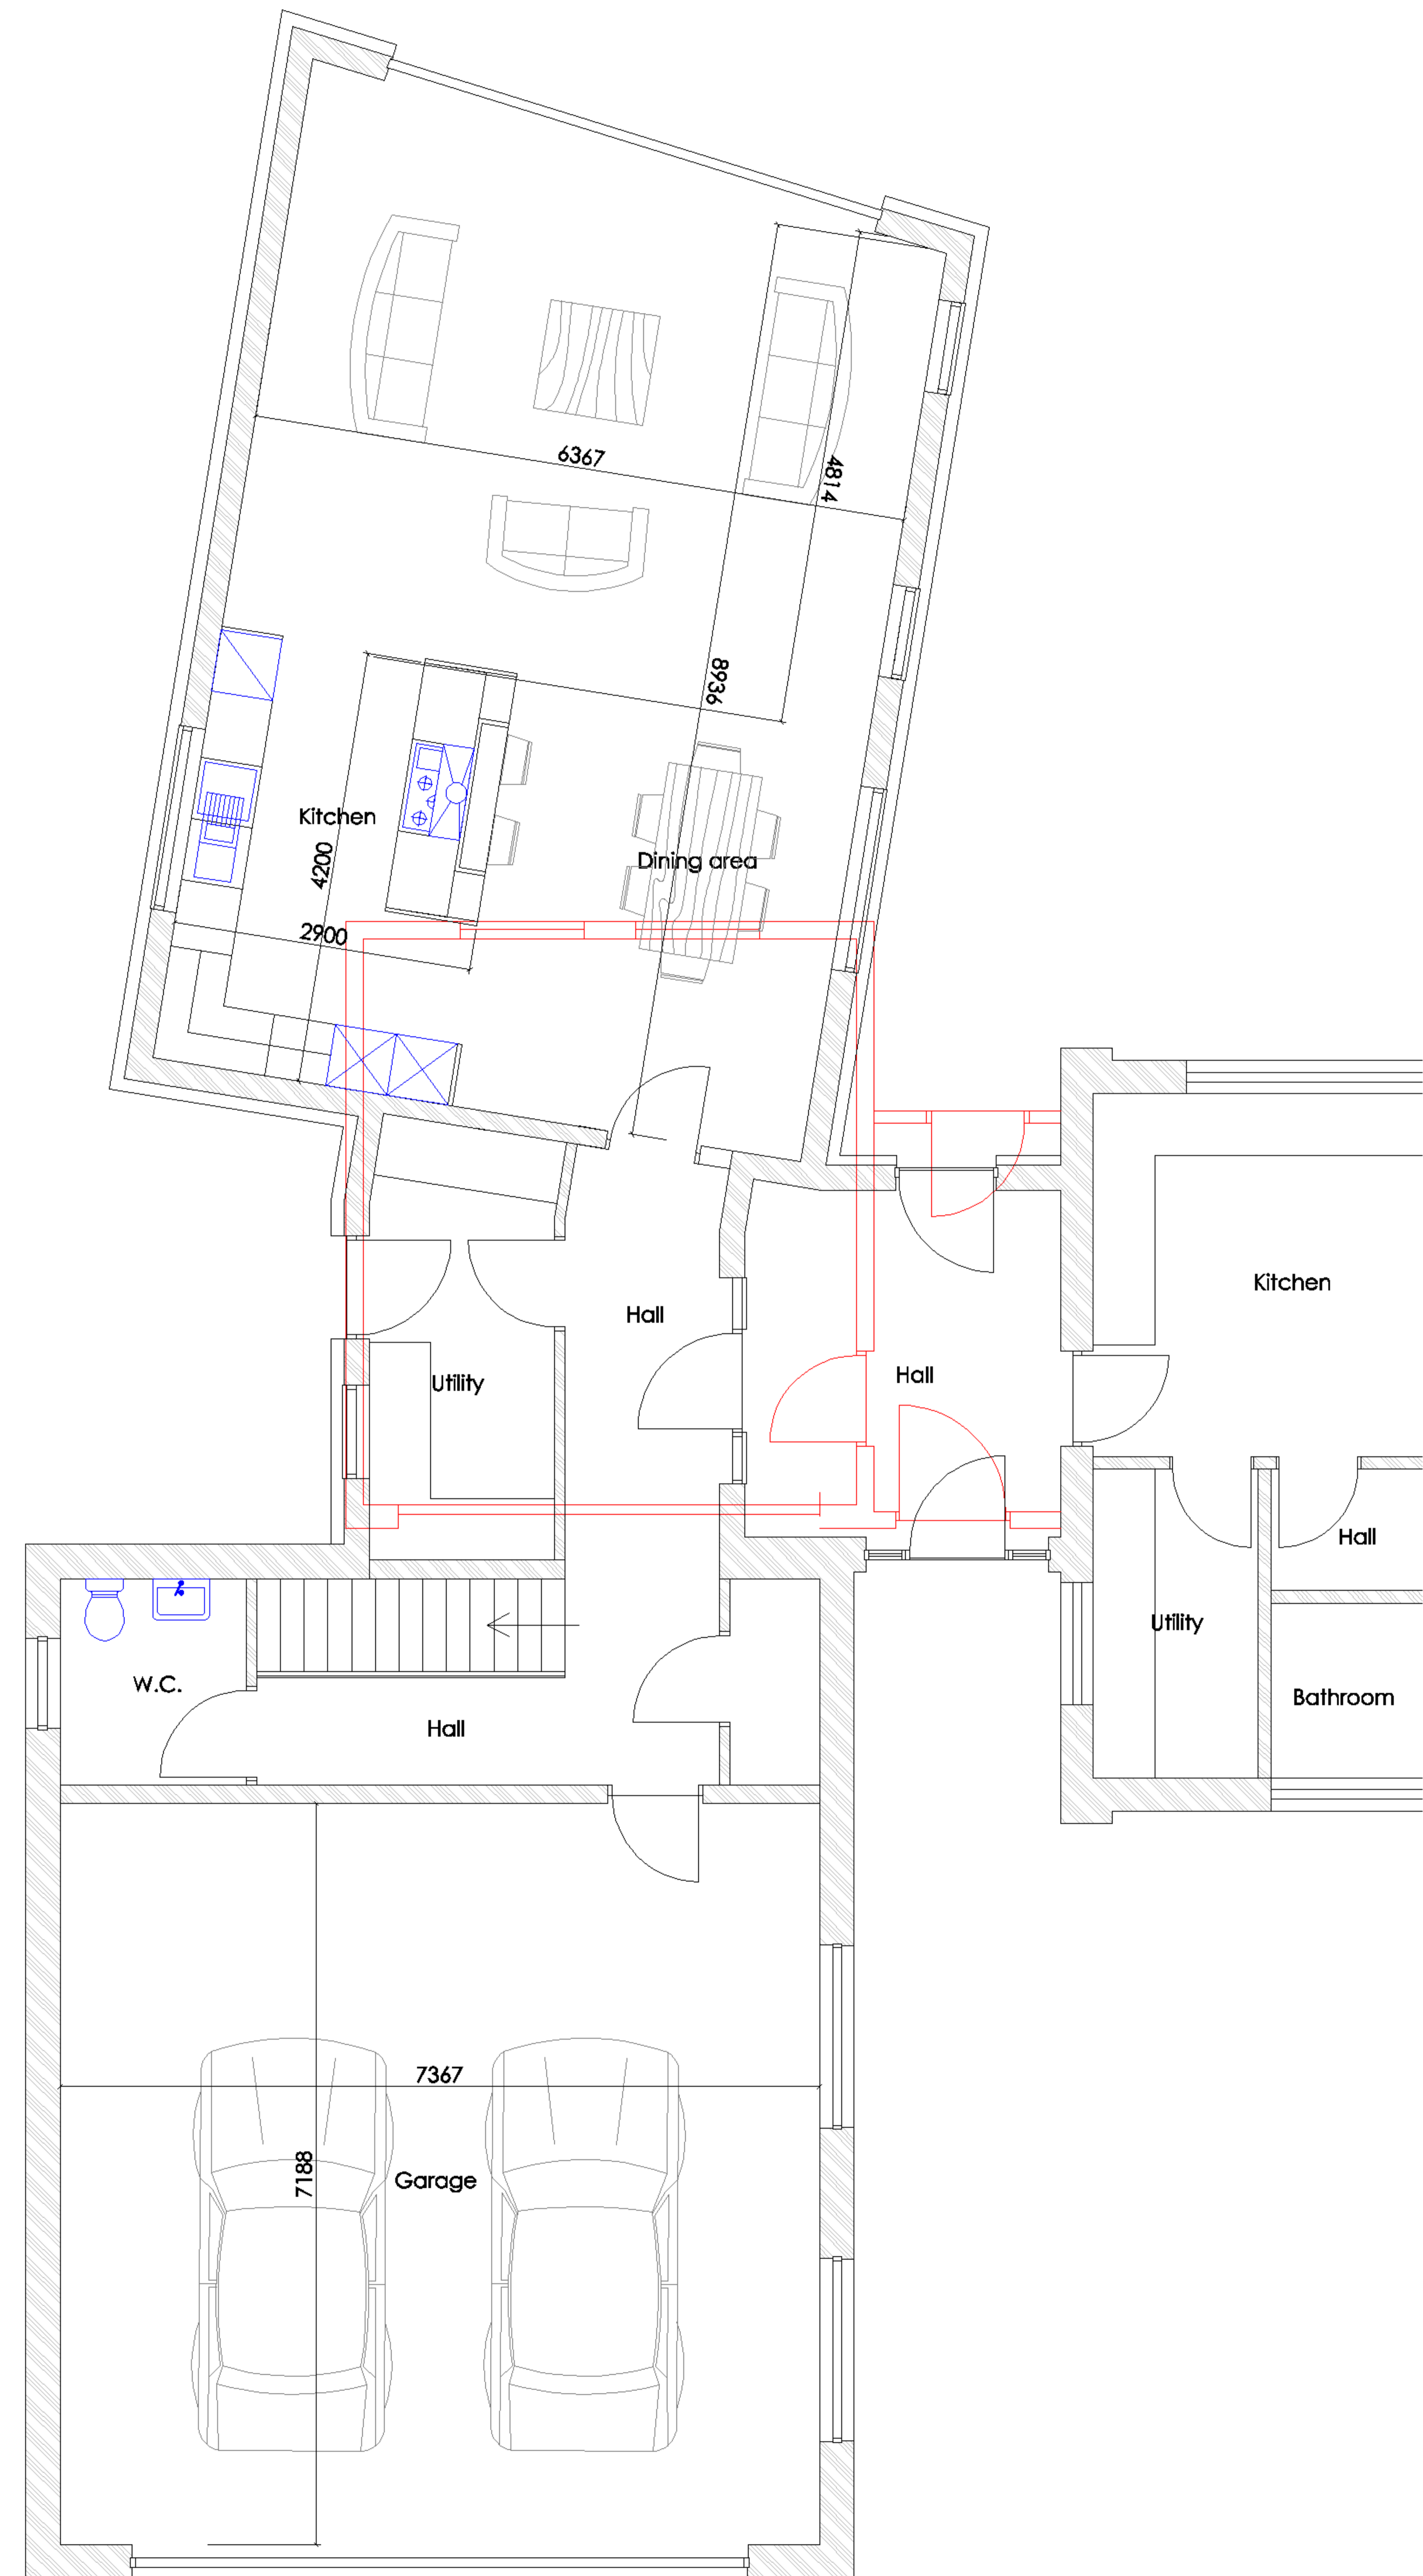 6367
4814
8936
Kitchen
Dining area
4200
2900
Kitchen
Hall
Hall
Utility
Hall
Utility
W.C.
Bathroom
Hall
7367
7188
Garage